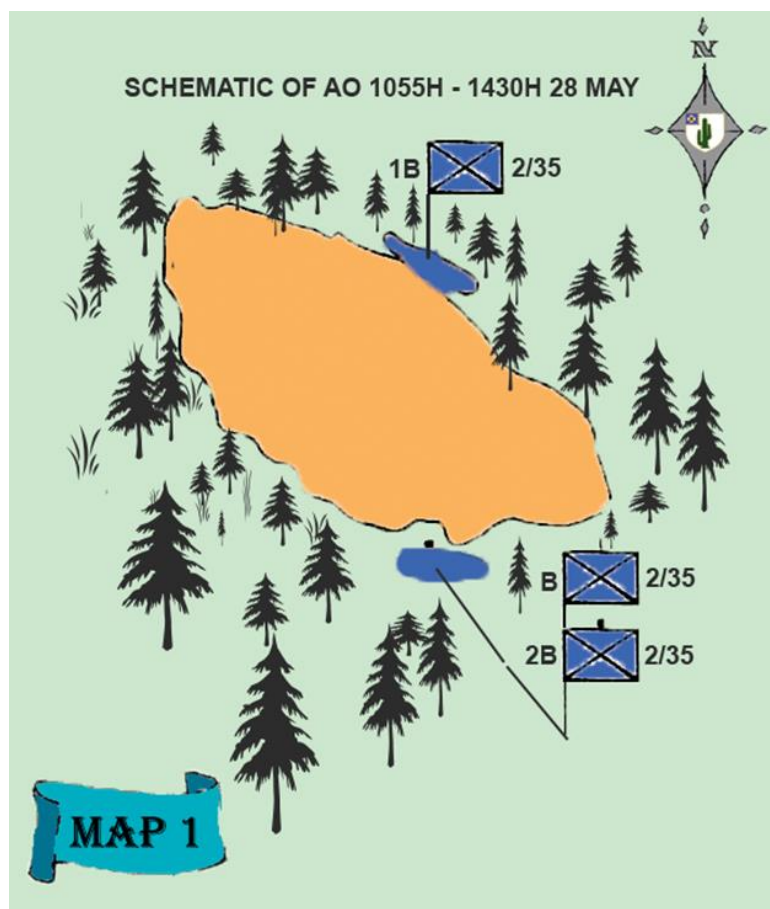 N
SCHEMATIC OF AO 1055H - 1430H 28 MAY
1B 2/35
B 2/35
2B 2/35
MAP 1